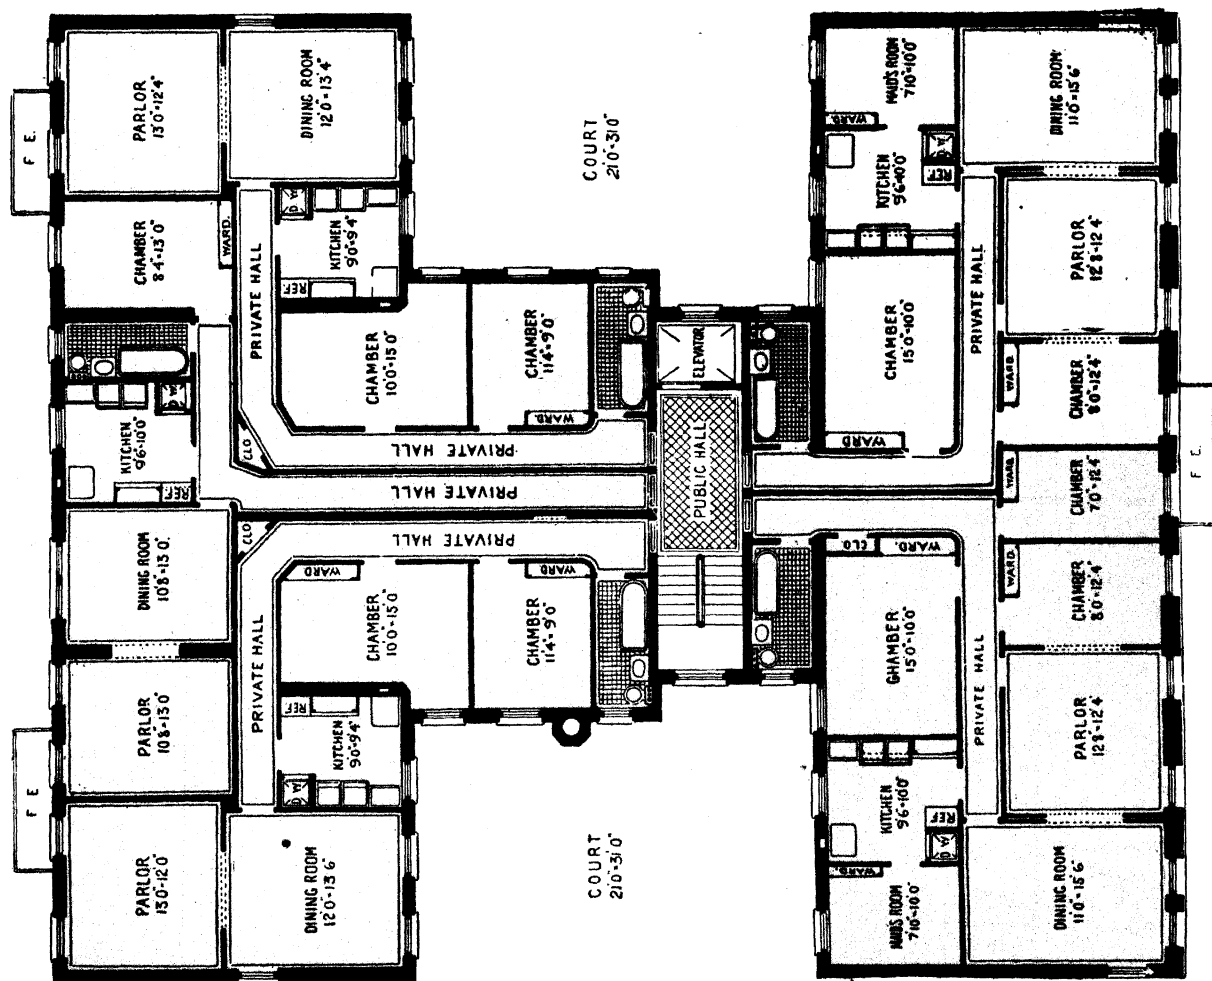 PARLOR
13'0"=12'4"
DINING ROOM
12'0"=13'4"
F E.
CHAMBER
8'4"=13'0"
WARD.
PRIVATE HALL
D W
KITCHEN
9'0"=9'4"
REF.
COURT
21'0"=31'0"
MAID'S ROOM
7'10"=10'0"
WARD.
KITCHEN
9'6"=10'0"
D W
REF.
DINING ROOM
11'0"=15'6"
PARLOR
12'8"=12'4"
PRIVATE HALL
CHAMBER
10'0"=15'0"
CHAMBER
11'4"=9'0"
WARD.
ELEVATOR
CHAMBER
15'0"=10'0"
WARD
WARD
CHAMBER
8'0"=12'4"
D W
KITCHEN
9'6"=10'0"
REF.
CLO
PRIVATE HALL
PRIVATE HALL
PRIVATE HALL
PUBLIC HALL
WARD
CHAMBER
7'0"=12'4"
F E.
DINING ROOM
10'8"=13'0"
CLO
WARD
WARD
CLO.
WARD.
WARD
CHAMBER
8'0"=12'4"
PRIVATE HALL
CHAMBER
10'0"=15'0"
CHAMBER
11'4"=9'0"
CHAMBER
15'0"=10'0"
PRIVATE HALL
PARLOR
10'8"=13'0"
REF
KITCHEN
9'0"=9'4"
D W
PARLOR
12'8"=12'4"
F E
KITCHEN
9'6"=10'0"
REF
D W
WARD.
PARLOR
13'0"=12'0"
DINING ROOM
12'0"=13'6"
COURT
21'0"=31'0"
MAID'S ROOM
7'10"=10'0"
DINING ROOM
11'0"=15'6"